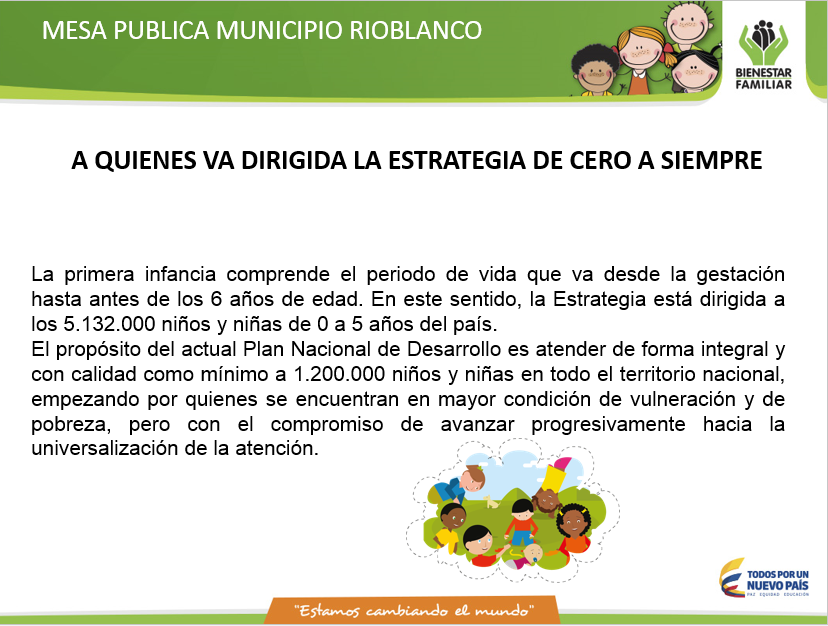 MESA PUBLICA MUNICIPIO RIOBLANCO
BIENESTAR
FAMILIAR
A QUIENES VA DIRIGIDA LA ESTRATEGIA DE CERO A SIEMPRE
La primera infancia comprende el periodo de vida que va desde la gestación
hasta antes de los 6 años de edad. En este sentido, la Estrategia está dirigida a
los 5.132.000 niños y niñas de 0 a 5 años del país.
El propósito del actual Plan Nacional de Desarrollo es atender de forma integral y
con calidad como mínimo a 1.200.000 niños y niñas en todo el territorio nacional,
empezando por quienes se encuentran en mayor condición de vulneración y de
pobreza, pero con el compromiso de avanzar progresivamente hacia la
universalización de la atención.
TODOS POR UN
NUEVO PAÍS
PAZ EQUIDAD EDUCACIÓN
"Estamos cambiando el mundo"